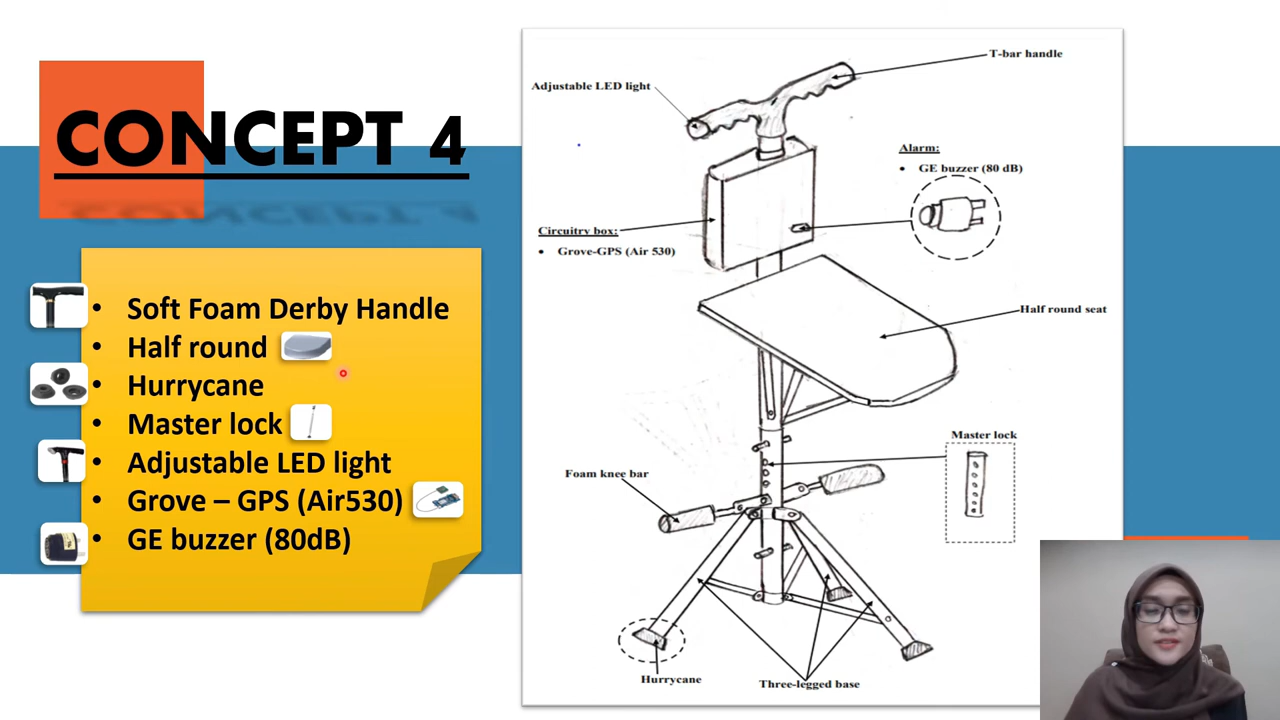 CONCEPT 4
• Soft Foam Derby Handle
• Half round
• Hurrycane
• Master lock
• Adjustable LED light
• Grove – GPS (Air530)
• GE buzzer (80dB)
T-bar handle
Adjustable LED light
Alarm:
• GE buzzer (80 dB)
Circuitry box:
• Grove-GPS (Air 530)
Half round seat
Master lock
Foam knee bar
Hurrycane
Three-legged base